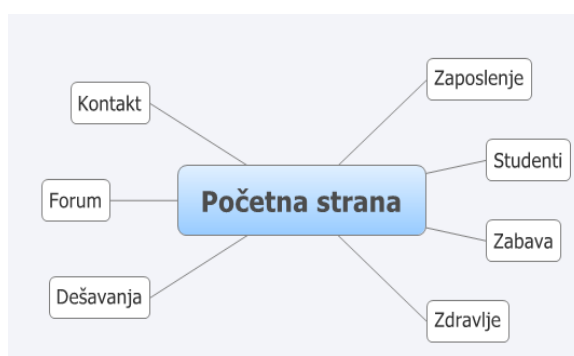 Zaposlenje
Kontakt
Studenti
Forum
Početna strana
Zabava
Dešavanja
Zdravlje